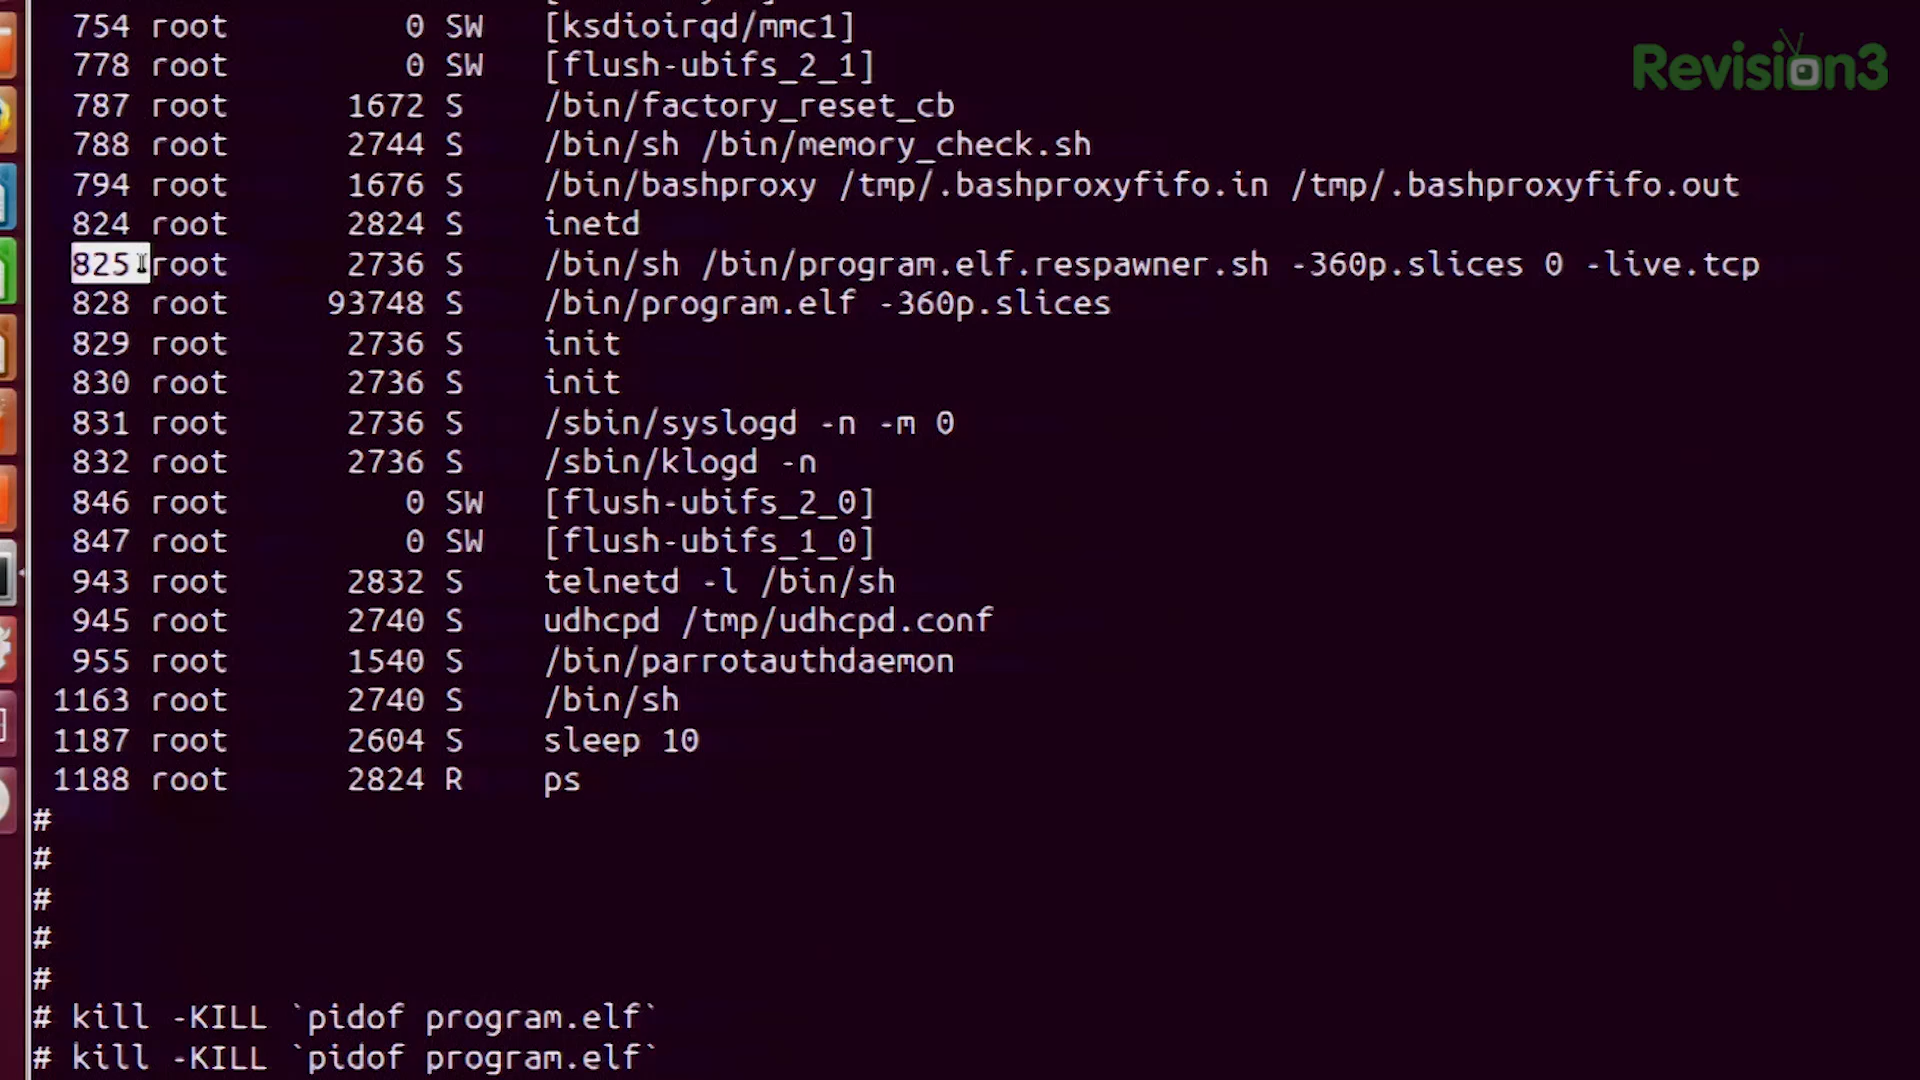 754 root 0 SW [ksdioirqd/mmc1]
778 root 0 SW [flush-ubifs_2_1]
787 root 1672 S /bin/factory_reset_cb
788 root 2744 S /bin/sh /bin/memory_check.sh
794 root 1676 S /bin/bashproxy /tmp/.bashproxyfifo.in /tmp/.bashproxyfifo.out
824 root 2824 S inetd
825 root 2736 S /bin/sh /bin/program.elf.respawner.sh -360p.slices 0 -live.tcp
828 root 93748 S /bin/program.elf -360p.slices
829 root 2736 S init
830 root 2736 S init
831 root 2736 S /sbin/syslogd -n -m 0
832 root 2736 S /sbin/klogd -n
846 root 0 SW [flush-ubifs_2_0]
847 root 0 SW [flush-ubifs_1_0]
943 root 2832 S telnetd -l /bin/sh
945 root 2740 S udhcpd /tmp/udhcpd.conf
955 root 1540 S /bin/parrotauthdaemon
1163 root 2740 S /bin/sh
1187 root 2604 S sleep 10
1188 root 2824 R ps
#
#
#
#
#
# kill -KILL `pidof program.elf`
# kill -KILL `pidof program.elf`
Revision3